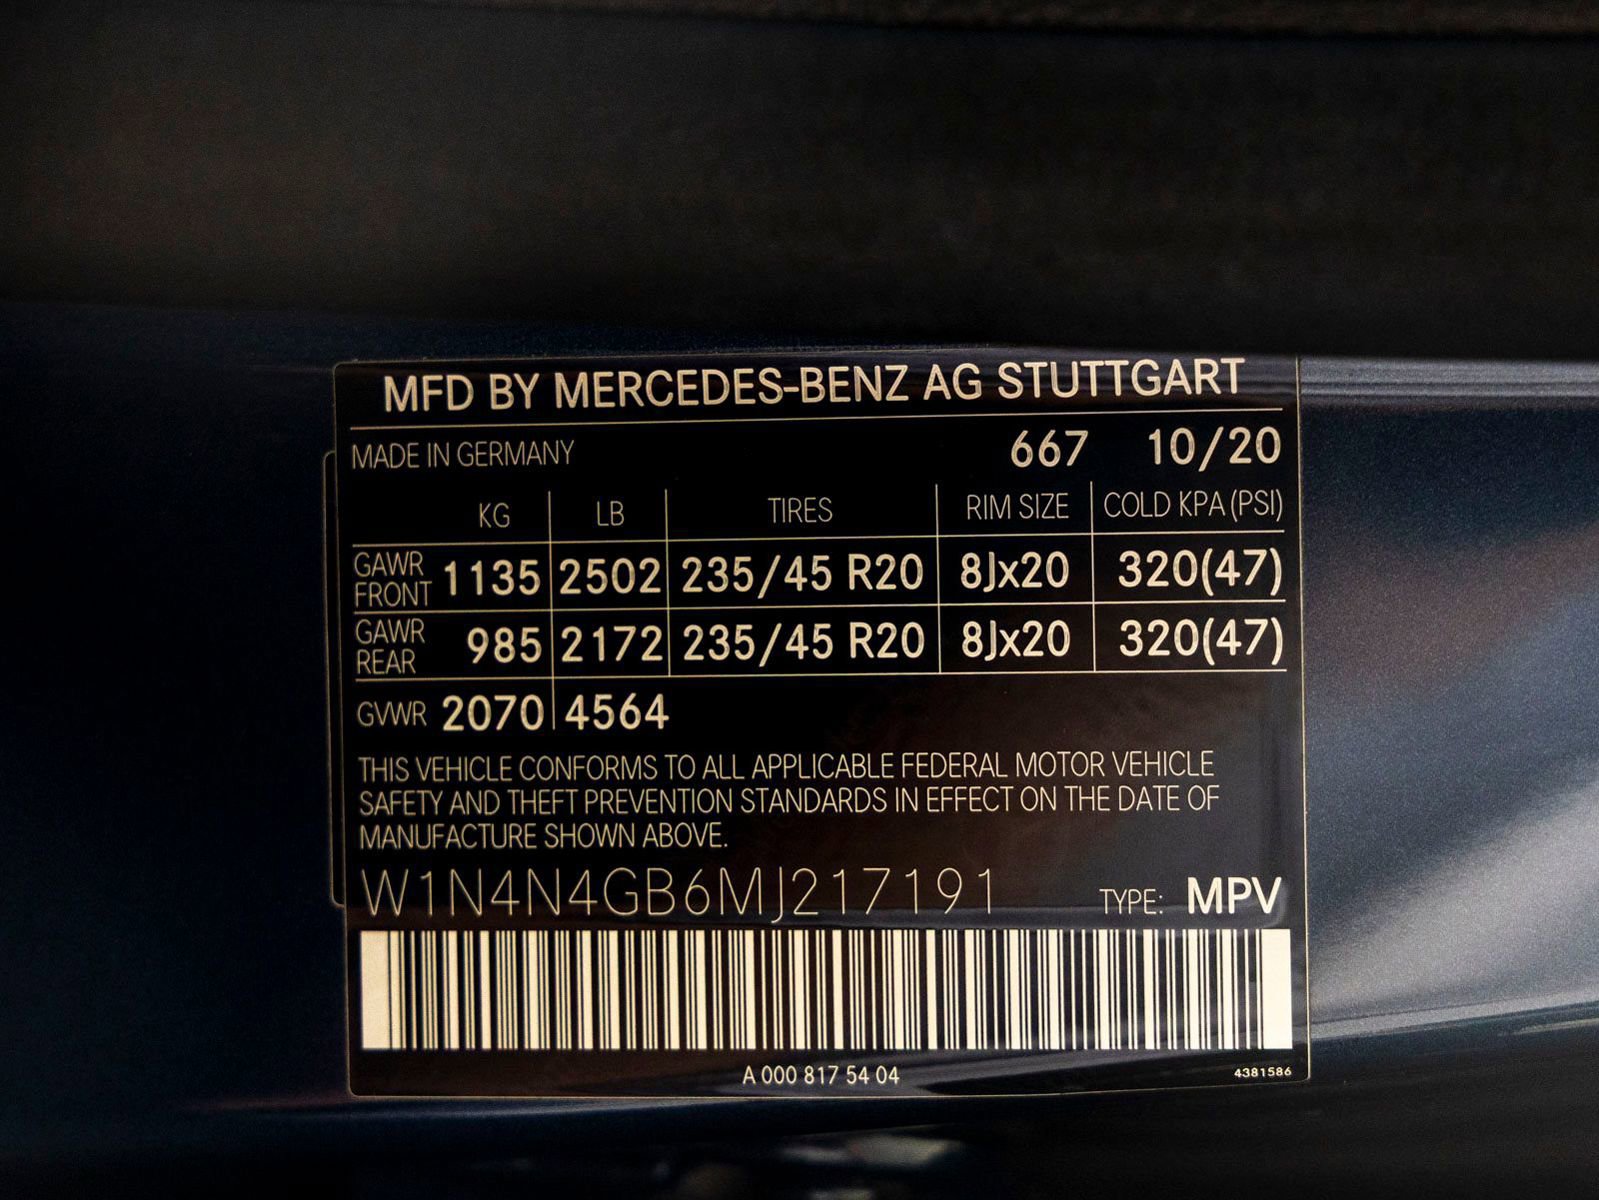 MFD BY MERCEDES-BENZ AG STUTTGART
MADE IN GERMANY 667 10/20
KG LB TIRES RIM SIZE COLD KPA (PSI)
GAWR FRONT 1135 2502 235/45 R20 8Jx20 320(47)
GAWR REAR 985 2172 235/45 R20 8Jx20 320(47)
GVWR 2070 4564
THIS VEHICLE CONFORMS TO ALL APPLICABLE FEDERAL MOTOR VEHICLE
SAFETY AND THEFT PREVENTION STANDARDS IN EFFECT ON THE DATE OF
MANUFACTURE SHOWN ABOVE.
W1N4N4GB6MJ217191 TYPE: MPV
A 000 817 54 04 4381586